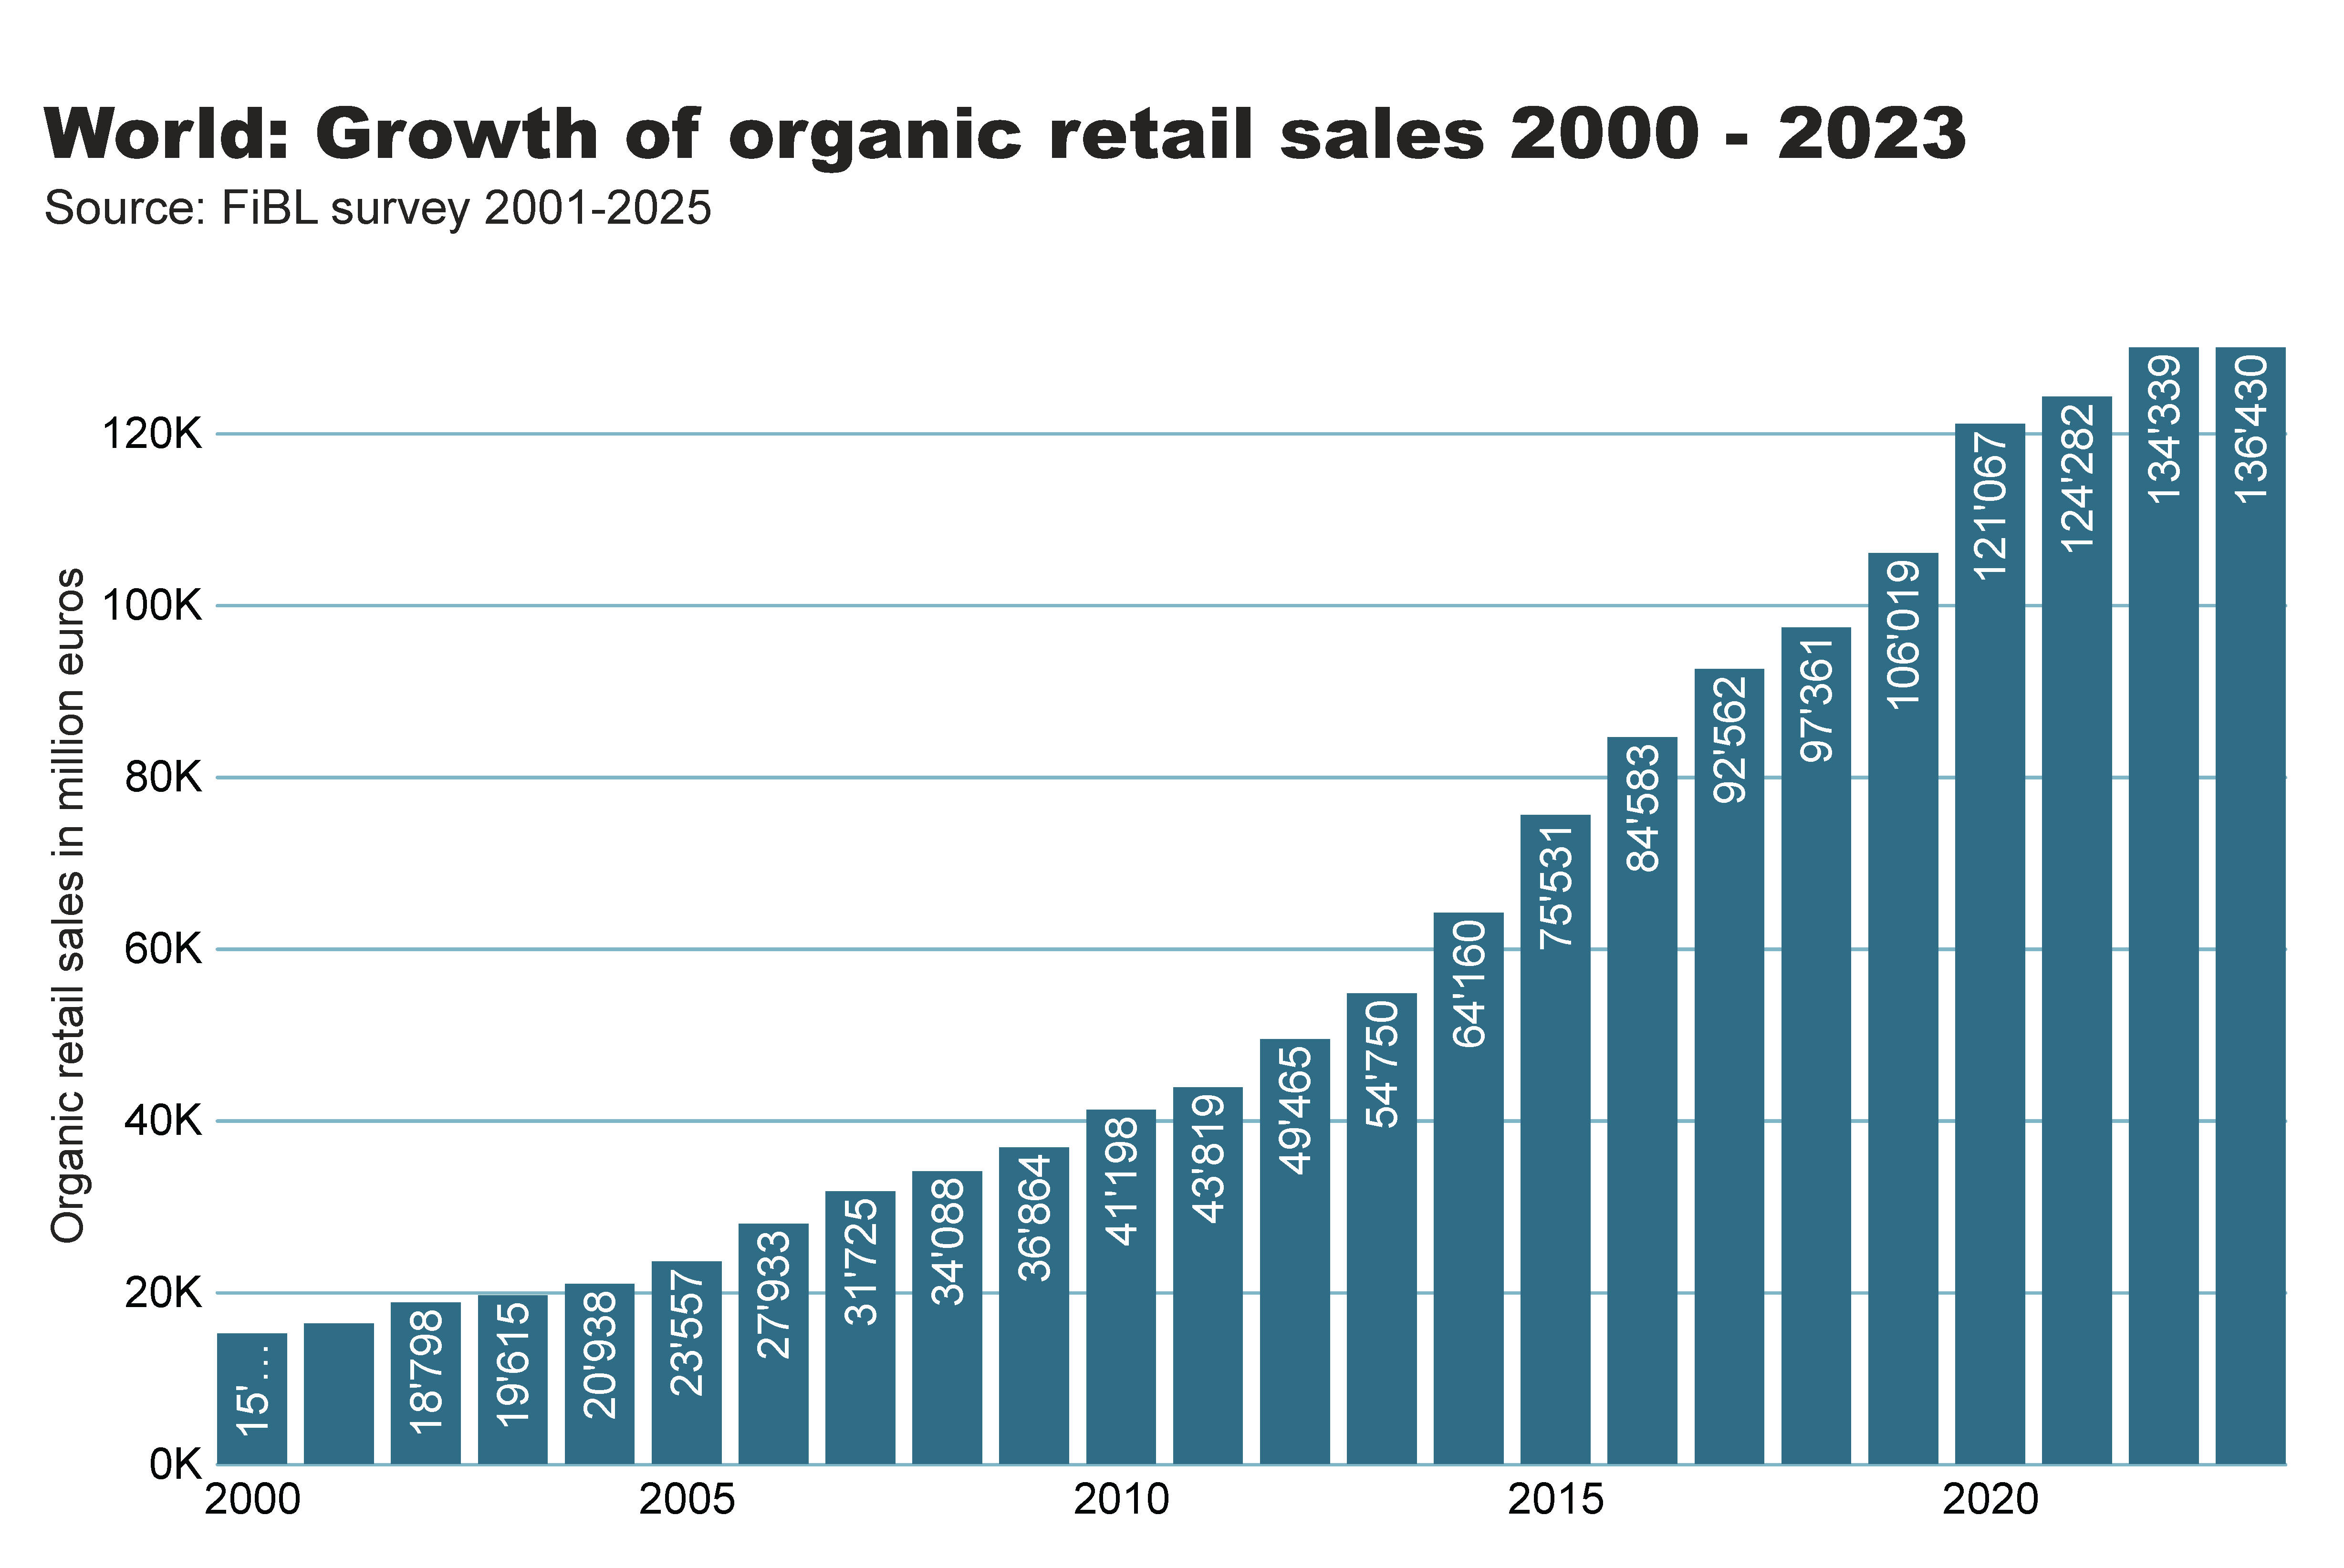 World: Growth of organic retail sales 2000 - 2023
Source: FiBL survey 2001-2025
Organic retail sales in million euros
120K
100K
80K
60K
40K
20K
0K
15'...
18'798
19'615
20'938
23'557
27'933
31'725
34'088
36'864
41'198
43'819
49'465
54'750
64'160
75'531
84'583
92'562
97'361
106'019
121'067
124'282
134'339
136'430
2000
2005
2010
2015
2020